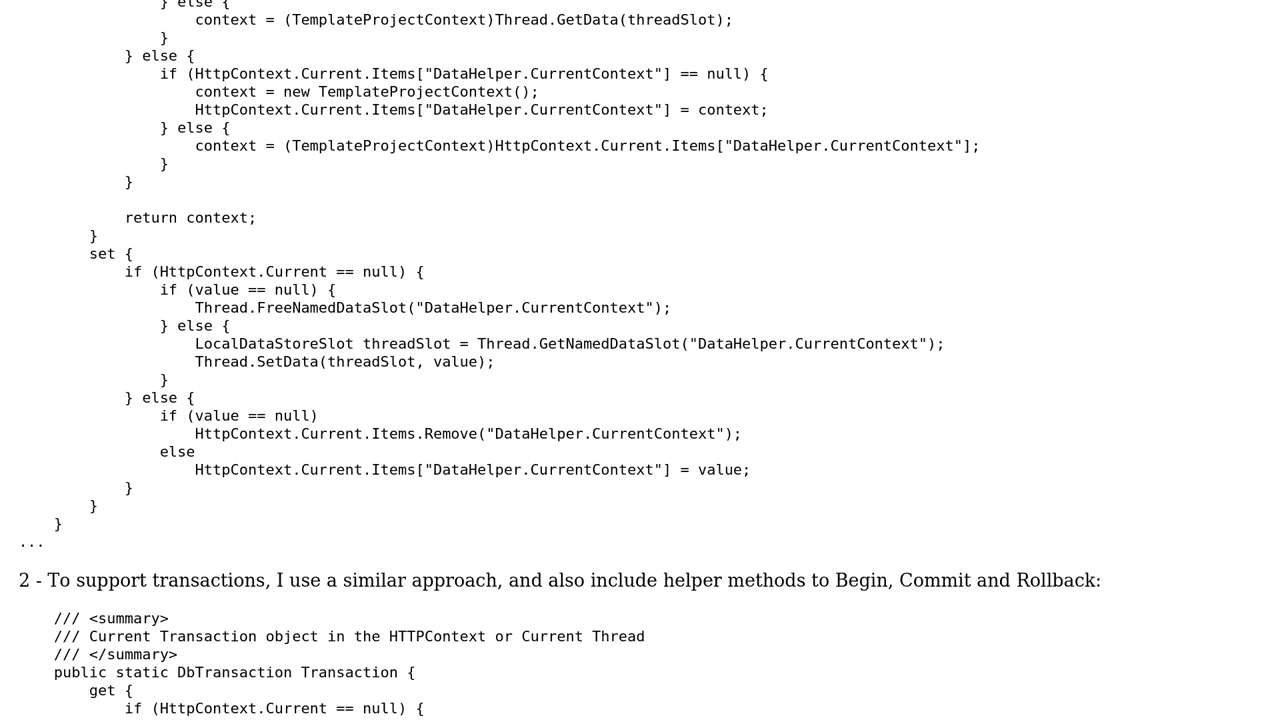 } else {
context = (TemplateProjectContext)Thread.GetData(threadSlot);
}
} else {
if (HttpContext.Current.Items["DataHelper.CurrentContext"] == null) {
context = new TemplateProjectContext();
HttpContext.Current.Items["DataHelper.CurrentContext"] = context;
} else {
context = (TemplateProjectContext)HttpContext.Current.Items["DataHelper.CurrentContext"];
}
}
return context;
}
set {
if (HttpContext.Current == null) {
if (value == null) {
Thread.FreeNamedDataSlot("DataHelper.CurrentContext");
} else {
LocalDataStoreSlot threadSlot = Thread.GetNamedDataSlot("DataHelper.CurrentContext");
Thread.SetData(threadSlot, value);
}
} else {
if (value == null)
HttpContext.Current.Items.Remove("DataHelper.CurrentContext");
else
HttpContext.Current.Items["DataHelper.CurrentContext"] = value;
}
}
}
...
2 - To support transactions, I use a similar approach, and also include helper methods to Begin, Commit and Rollback:
/// <summary>
/// Current Transaction object in the HTTPContext or Current Thread
/// </summary>
public static DbTransaction Transaction {
get {
if (HttpContext.Current == null) {